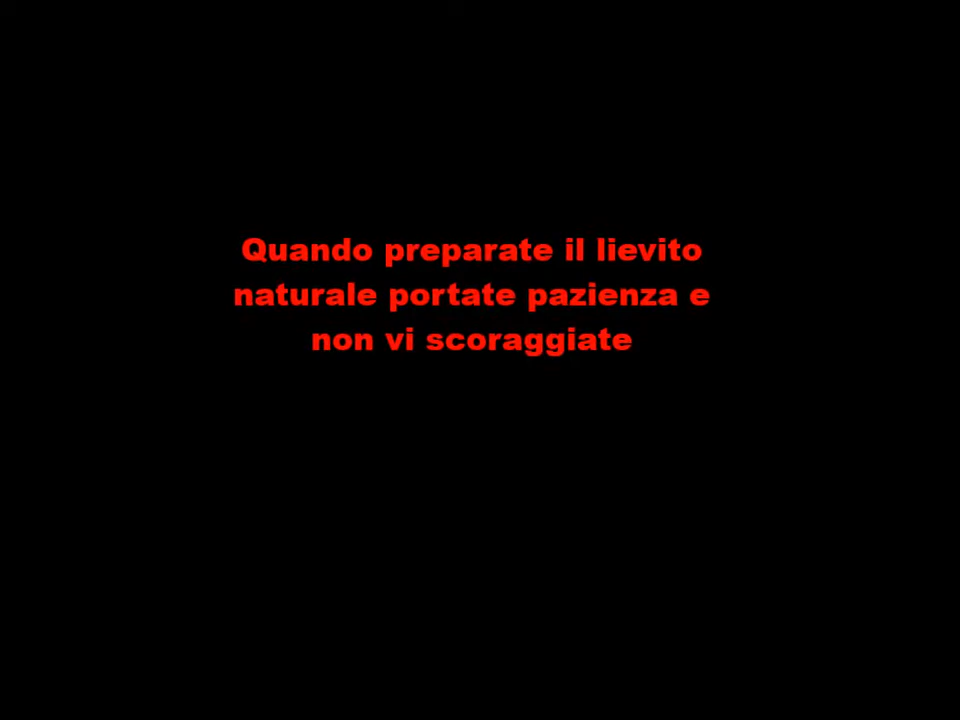 Quando preparate il lievito
naturale portate pazienza e
non vi scoraggiate